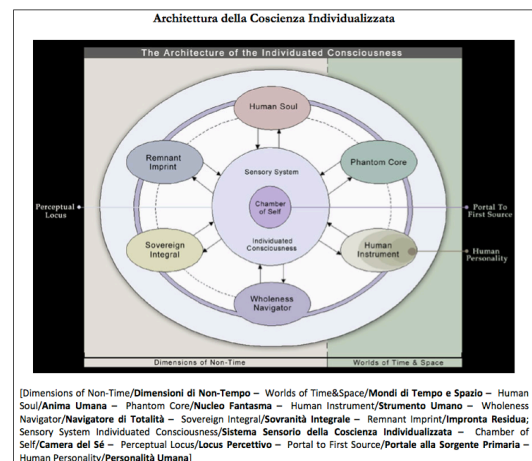 Architettura della Coscienza Individualizzata
The Architecture of the Individuated Consciousness
Human Soul
Remnant
Imprint
Sensory System
Phantom Core
Perceptual
Locus
Chamber
of Self
Portal To
First Source
Sovereign
Integral
Individuated
Consciousness
Human
Instrument
Human
Personality
Wholeness
Navigator
Dimensions of Non-Time
Worlds of Time & Space
[Dimensions of Non-Time/Dimensioni di Non-Tempo – Worlds of Time&Space/Mondi di Tempo e Spazio – Human
Soul/Anima Umana – Phantom Core/Nucleo Fantasma – Human Instrument/Strumento Umano – Wholeness
Navigator/Navigatore di Totalità – Sovereign Integral/Sovranità Integrale – Remnant Imprint/Impronta Residua;
Sensory System Individuated Consciousness/Sistema Sensorio della Coscienza Individualizzata – Chamber of
Self/Camera del Sé – Perceptual Locus/Locus Percettivo – Portal to First Source/Portale alla Sorgente Primaria –
Human Personality/Personalità Umana]